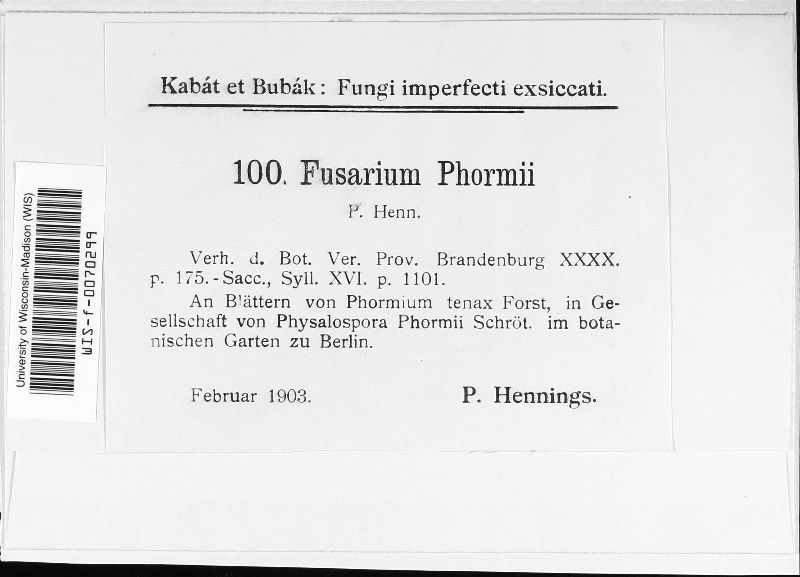 Kabát et Bubák: Fungi imperfecti exsiccati.
100. Fusarium Phormii
P. Henn.
Verh. d. Bot. Ver. Prov. Brandenburg XXXX.
p. 175.-Sacc., Syll. XVI. p. 1101.
An Blättern von Phormium tenax Forst, in Ge-
sellschaft von Physalospora Phormii Schröt. im bota-
nischen Garten zu Berlin.
Februar 1903.
P. Hennings.
University of Wisconsin-Madison (WIS)
WIS-f-0070299